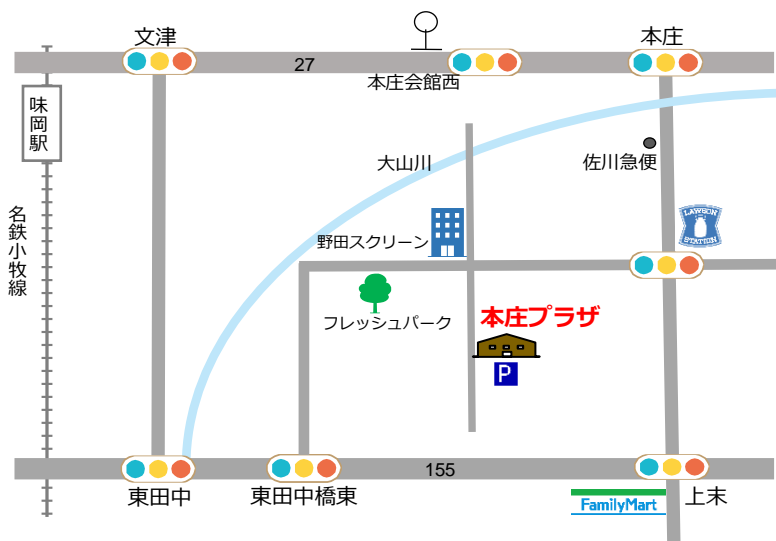 文津
本庄
27
本庄会館西
味岡駅
大山川
佐川急便
名鉄小牧線
LAWSON
STATION
野田スクリーン
フレッシュパーク
本庄プラザ
P
155
東田中
東田中橋東
上末
FamilyMart